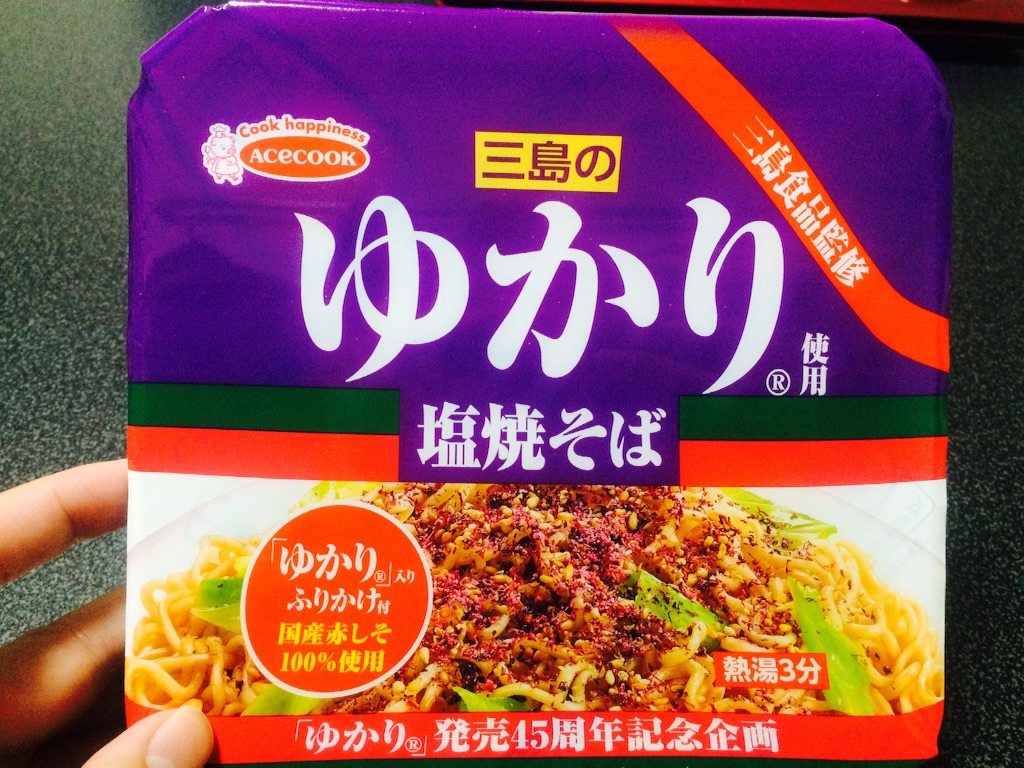 Cook happiness
Acecook
三島の
ゆかり®
使用
三島食品監修
塩焼そば
「ゆかり®」入り
ふりかけ付
国産赤しそ
100%使用
熱湯3分
「ゆかり®」発売45周年記念企画